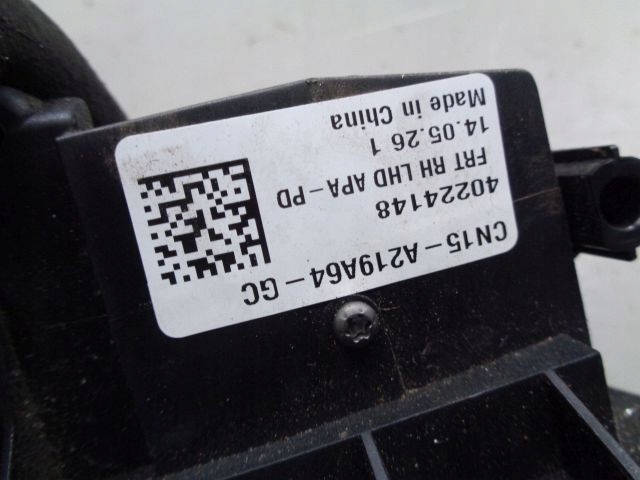 CN15-A219A64-GC
40224148
FRT RH LHD APA-PD
14.05.26 1
Made in China